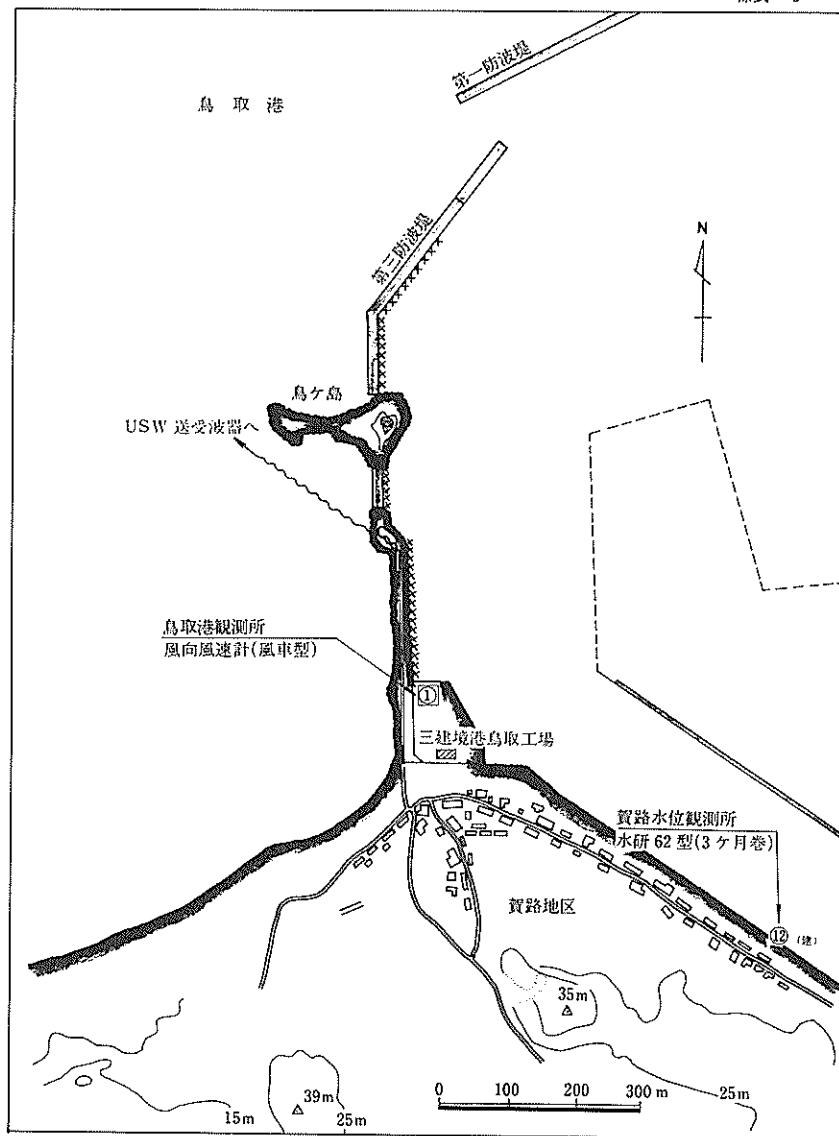 第一防波堤
鳥取港
第三防波堤
N
鳥ケ島
USW 送受波器へ
鳥取港観測所
風向風速計(風車型)
①
三建境港鳥取工場
賀路水位観測所
水研 62 型(3 ケ月巻)
⑫ (建)
賀路地区
35m
39m
0 100 200 300 m
25m
15m
25m